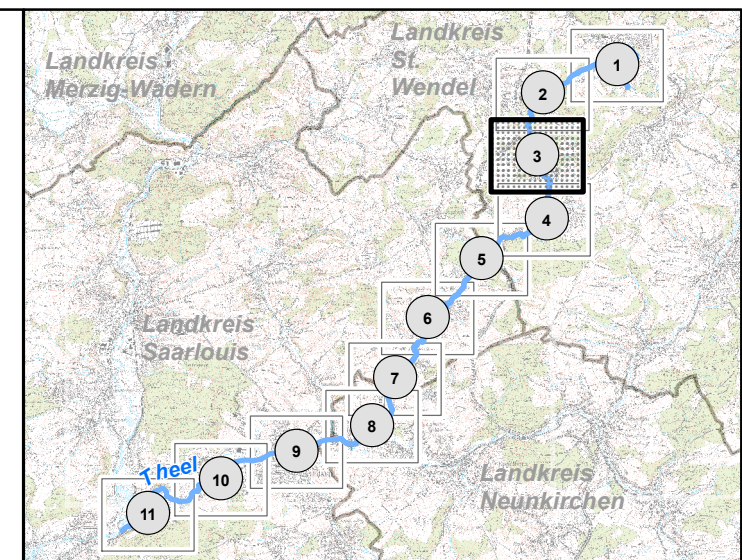 Landkreis
Merzig-Wadern
Landkreis
St.
Wendel
1
2
3
4
5
6
Landkreis
Saarlouis
7
8
9
Theel
10
11
Landkreis
Neunkirchen